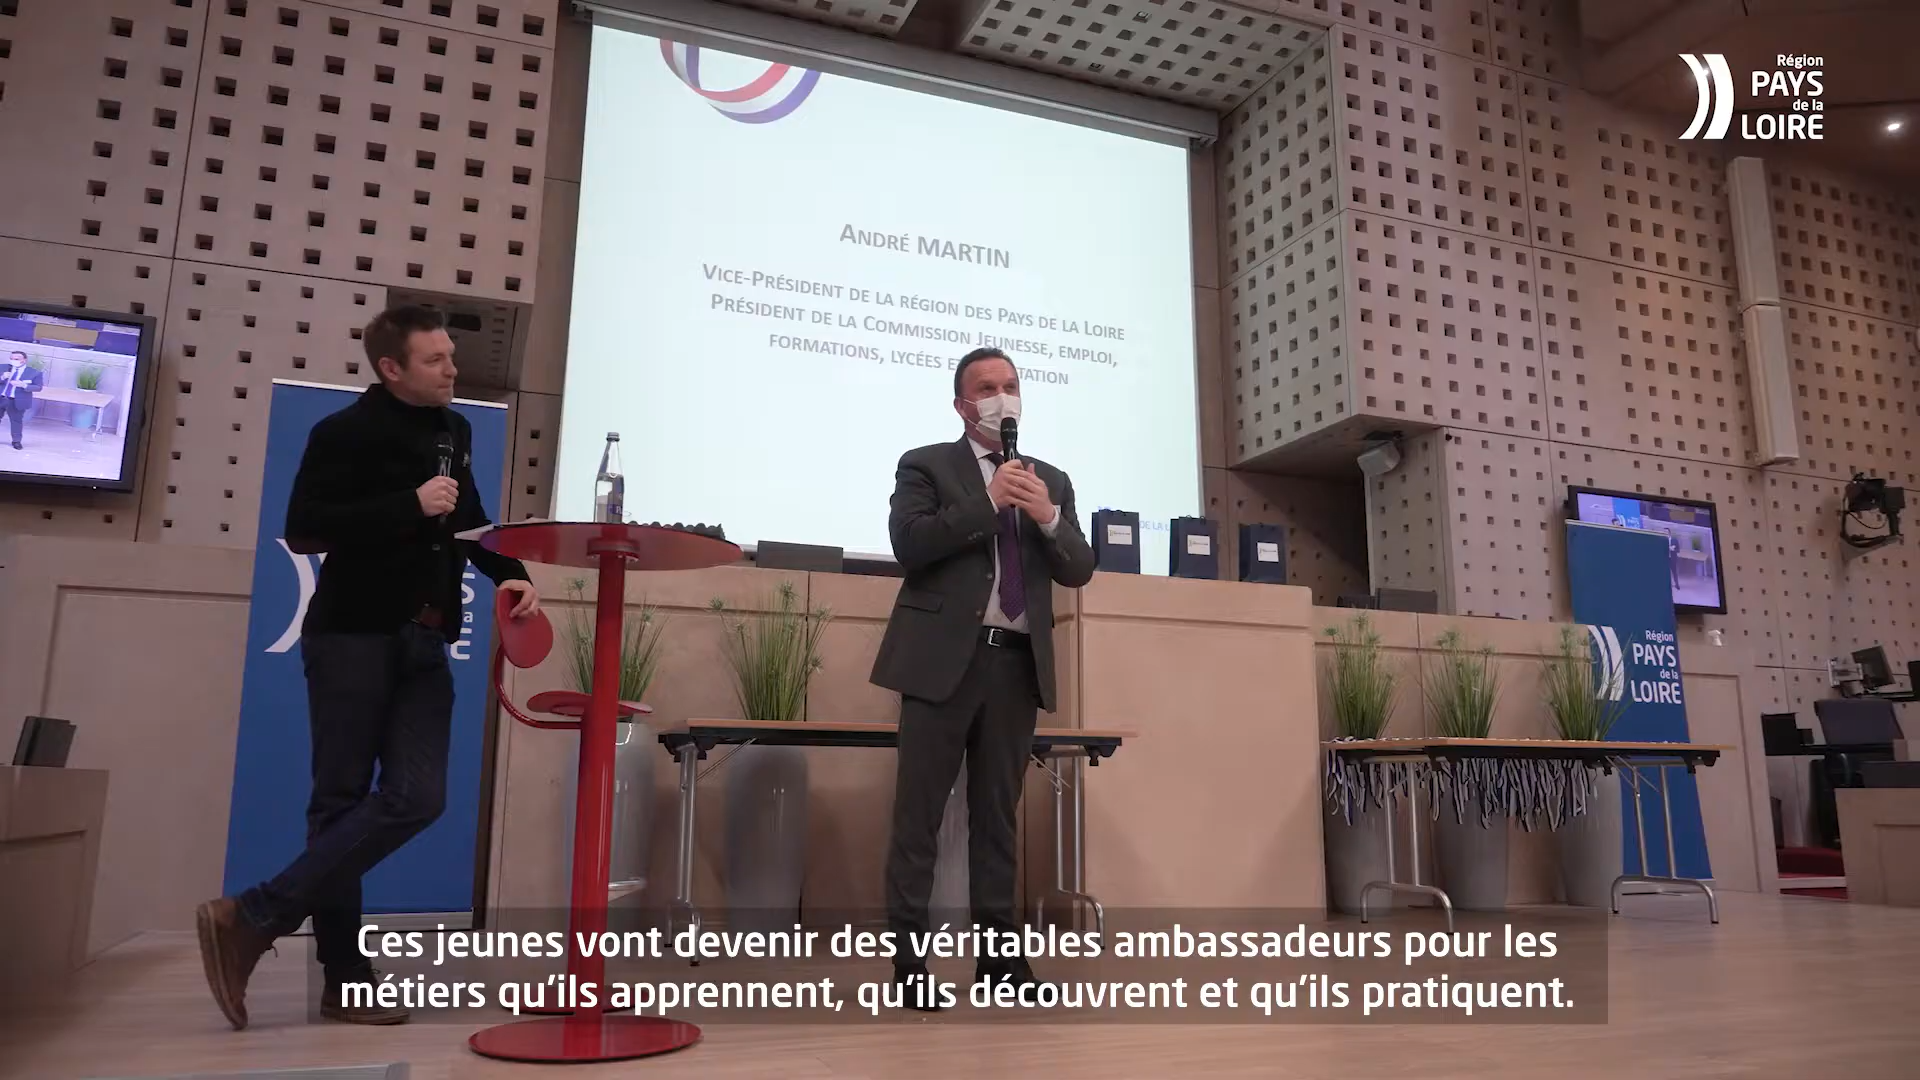 Région
PAYS
de la
LOIRE
ANDRÉ MARTIN
VICE-PRÉSIDENT DE LA RÉGION DES PAYS DE LA LOIRE
PRÉSIDENT DE LA COMMISSION JEUNESSE, EMPLOI,
FORMATIONS, LYCÉES
Région
PAYS
de la
LOIRE
Ces jeunes vont devenir des véritables ambassadeurs pour les
métiers qu'ils apprennent, qu'ils découvrent et qu'ils pratiquent.